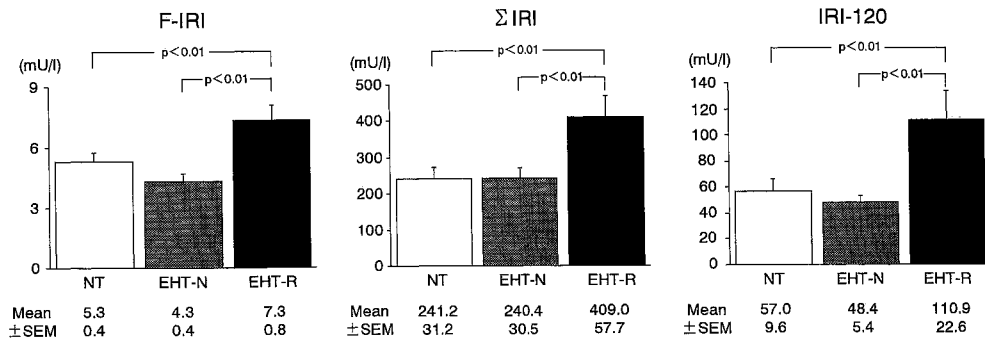 F-IRI
p<0.01
(mU/l)
p<0.01
9
6
3
0
NT EHT-N EHT-R
Mean 5.3 4.3 7.3
±SEM 0.4 0.4 0.8
ΣIRI
p<0.01
(mU/l)
p<0.01
500
400
300
200
100
0
NT EHT-N EHT-R
Mean 241.2 240.4 409.0
±SEM 31.2 30.5 57.7
IRI-120
p<0.01
(mU/l)
p<0.01
140
120
100
80
60
40
20
0
NT EHT-N EHT-R
Mean 57.0 48.4 110.9
±SEM 9.6 5.4 22.6